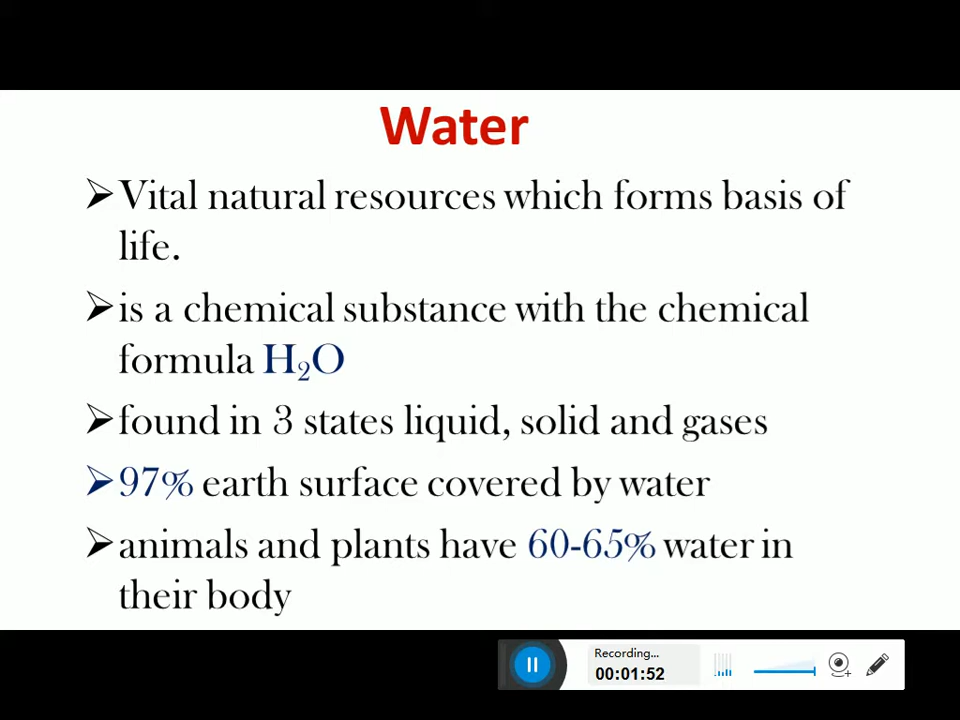 Water
➢Vital natural resources which forms basis of
life.
➢is a chemical substance with the chemical
formula H₂O
➢found in 3 states liquid, solid and gases
➢97% earth surface covered by water
➢animals and plants have 60-65% water in
their body
Recording...
00:01:52